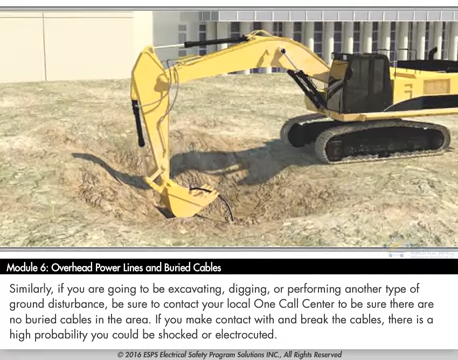 Module 6: Overhead Power Lines and Buried Cables
Similarly, if you are going to be excavating, digging, or performing another type of
ground disturbance, be sure to contact your local One Call Center to be sure there are
no buried cables in the area. If you make contact with and break the cables, there is a
high probability you could be shocked or electrocuted.
© 2016 ESPS Electrical Safety Program Solutions INC., All Rights Reserved